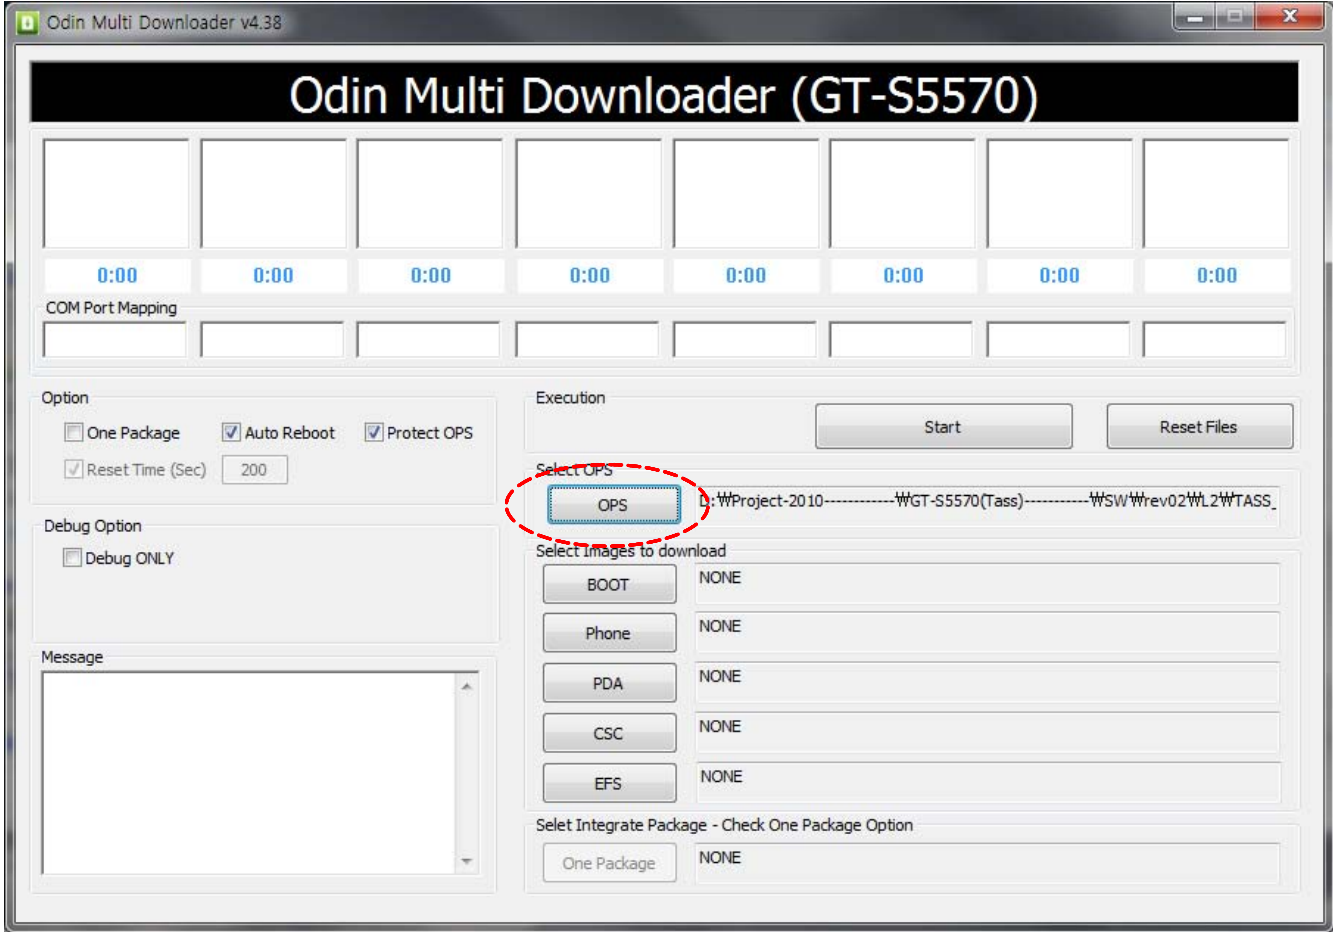 Odin Multi Downloader v4.38
Odin Multi Downloader (GT-S5570)
0:00 0:00 0:00 0:00 0:00 0:00 0:00 0:00
COM Port Mapping
Option
One Package Auto Reboot Protect OPS
Reset Time (Sec) 200
Debug Option
Debug ONLY
Message
Execution
Start Reset Files
Select OPS
OPS D:₩Project-2010------------₩GT-S5570(Tass)-----------₩SW₩rev02₩L2₩TASS_
Select Images to download
BOOT NONE
Phone NONE
PDA NONE
CSC NONE
EFS NONE
Selet Integrate Package - Check One Package Option
One Package NONE